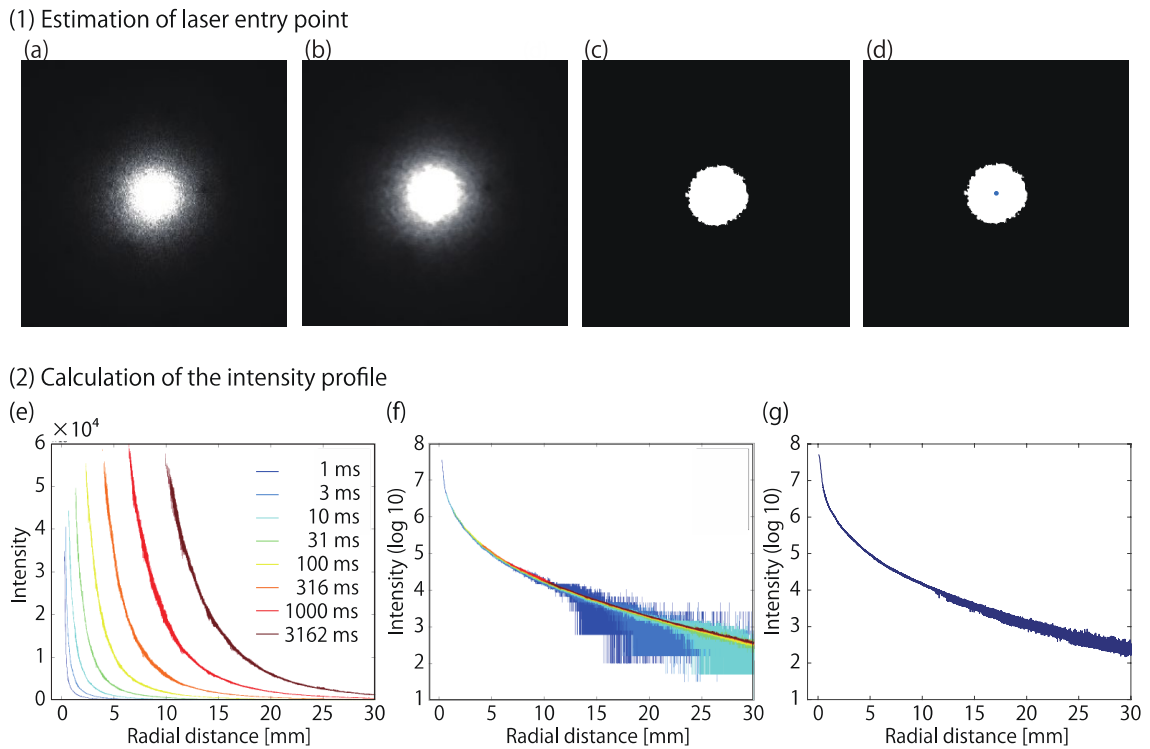 (1) Estimation of laser entry point
(a) (b) (c) (d)
(2) Calculation of the intensity profile
(e) (f) (g)
×10⁴
6
5
4
3
2
1
0
Intensity
0 5 10 15 20 25 30
Radial distance [mm]
1 ms
3 ms
10 ms
31 ms
100 ms
316 ms
1000 ms
3162 ms
8
7
6
5
4
3
2
1
Intensity (log 10)
0 5 10 15 20 25 30
Radial distance [mm]
8
7
6
5
4
3
2
1
Intensity (log 10)
0 5 10 15 20 25 30
Radial distance [mm]